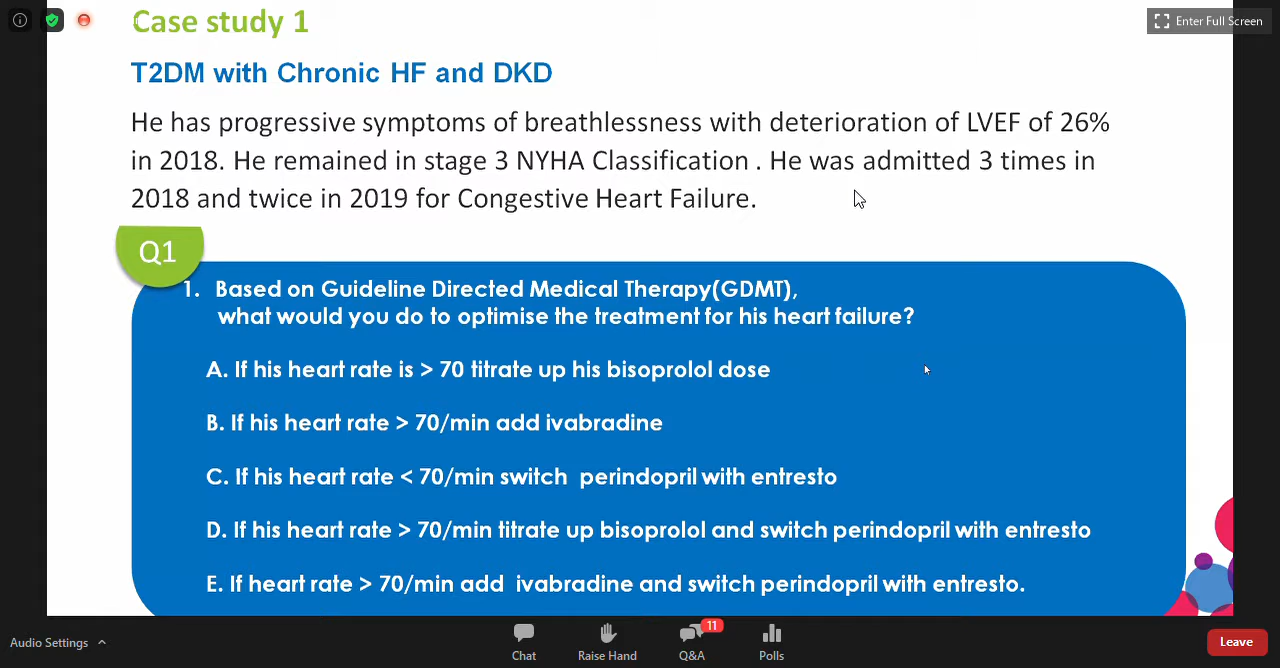 Case study 1
Enter Full Screen
T2DM with Chronic HF and DKD
He has progressive symptoms of breathlessness with deterioration of LVEF of 26%
in 2018. He remained in stage 3 NYHA Classification . He was admitted 3 times in
2018 and twice in 2019 for Congestive Heart Failure.
Q1
1. Based on Guideline Directed Medical Therapy(GDMT),
what would you do to optimise the treatment for his heart failure?
A. If his heart rate is > 70 titrate up his bisoprolol dose
B. If his heart rate > 70/min add ivabradine
C. If his heart rate < 70/min switch perindopril with entresto
D. If his heart rate > 70/min titrate up bisoprolol and switch perindopril with entresto
E. If heart rate > 70/min add ivabradine and switch perindopril with entresto.
Audio Settings
Chat
Raise Hand
11
Q&A
Polls
Leave